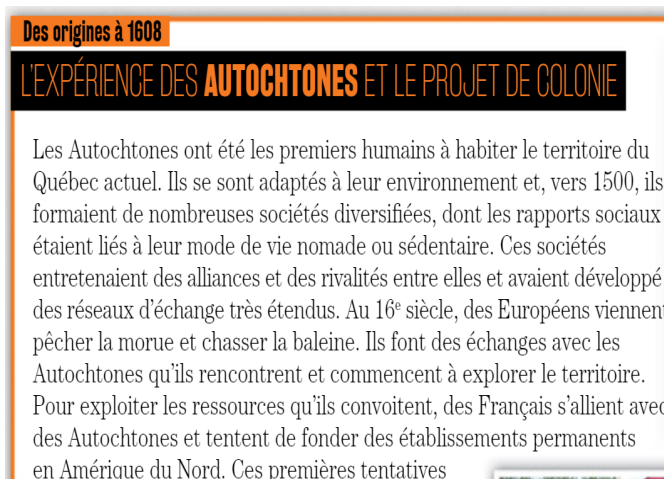 Des origines à 1608
L'EXPÉRIENCE DES AUTOCHTONES ET LE PROJET DE COLONIE
Les Autochtones ont été les premiers humains à habiter le territoire du
Québec actuel. Ils se sont adaptés à leur environnement et, vers 1500, ils
formaient de nombreuses sociétés diversifiées, dont les rapports sociaux
étaient liés à leur mode de vie nomade ou sédentaire. Ces sociétés
entretenaient des alliances et des rivalités entre elles et avaient développé
des réseaux d'échange très étendus. Au 16e siècle, des Européens viennent
pêcher la morue et chasser la baleine. Ils font des échanges avec les
Autochtones qu'ils rencontrent et commencent à explorer le territoire.
Pour exploiter les ressources qu'ils convoitent, des Français s'allient avec
des Autochtones et tentent de fonder des établissements permanents
en Amérique du Nord. Ces premières tentatives